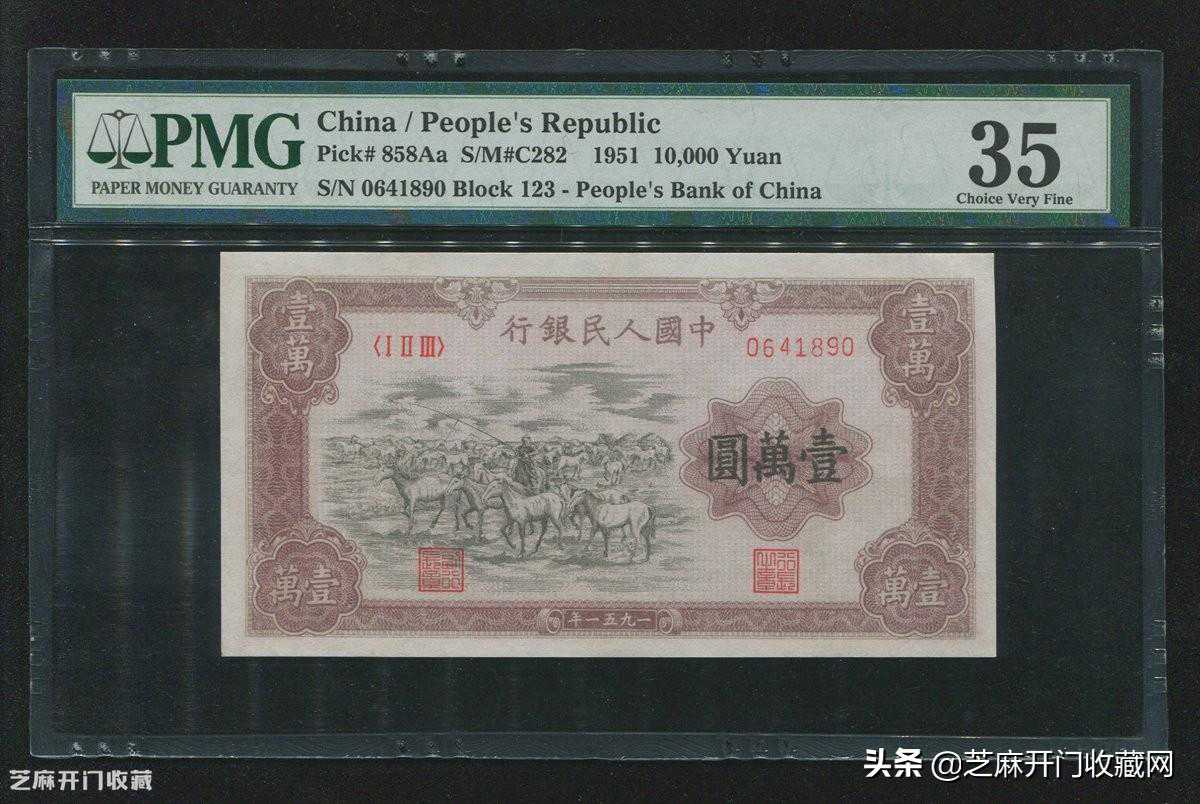 PMG
PAPER MONEY GUARANTY
China / People's Republic
Pick# 858Aa S/M#C282 1951 10,000 Yuan
S/N 0641890 Block 123 - People's Bank of China
35
Choice Very Fine
壹萬
行銀民人國中
壹萬
〈I II III〉
0641890
圓萬壹
萬壹
年一五九一
萬壹
芝麻开门收藏
头条 @芝麻开门收藏网